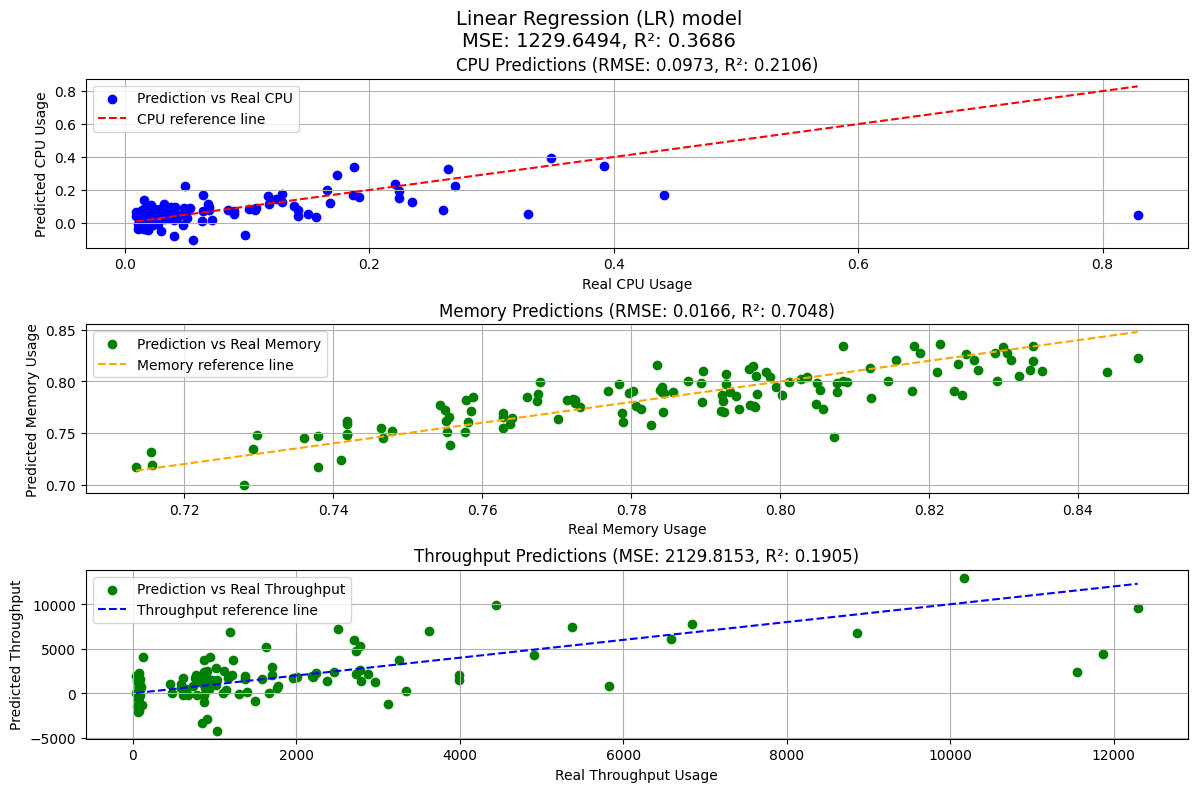 Linear Regression (LR) model
MSE: 1229.6494, R²: 0.3686
CPU Predictions (RMSE: 0.0973, R²: 0.2106)
Predicted CPU Usage
0.8
0.6
0.4
0.2
0.0
Prediction vs Real CPU
CPU reference line
0.0 0.2 0.4 0.6 0.8
Real CPU Usage
Memory Predictions (RMSE: 0.0166, R²: 0.7048)
Predicted Memory Usage
0.85
0.80
0.75
0.70
Prediction vs Real Memory
Memory reference line
0.72 0.74 0.76 0.78 0.80 0.82 0.84
Real Memory Usage
Throughput Predictions (MSE: 2129.8153, R²: 0.1905)
Predicted Throughput
10000
5000
0
−5000
Prediction vs Real Throughput
Throughput reference line
0 2000 4000 6000 8000 10000 12000
Real Throughput Usage